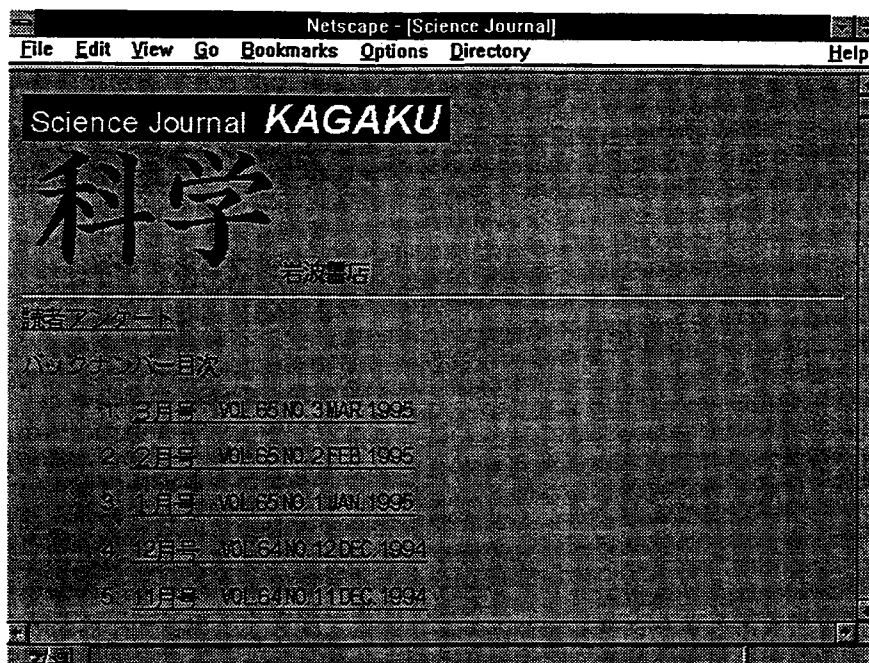 Netscape - [Science Journal]
File Edit View Go Bookmarks Options Directory Help
Science Journal KAGAKU
科学
岩波書店
読者アンケート
バックナンバー目次
1. 3月号 VOL.65 NO.3 MAR.1995
2. 2月号 VOL.65 NO.2 FEB.1995
3. 1月号 VOL.65 NO.1 JAN.1995
4. 12月号 VOL.64 NO.12 DEC.1994
5. 11月号 VOL.64 NO.11 DEC.1994